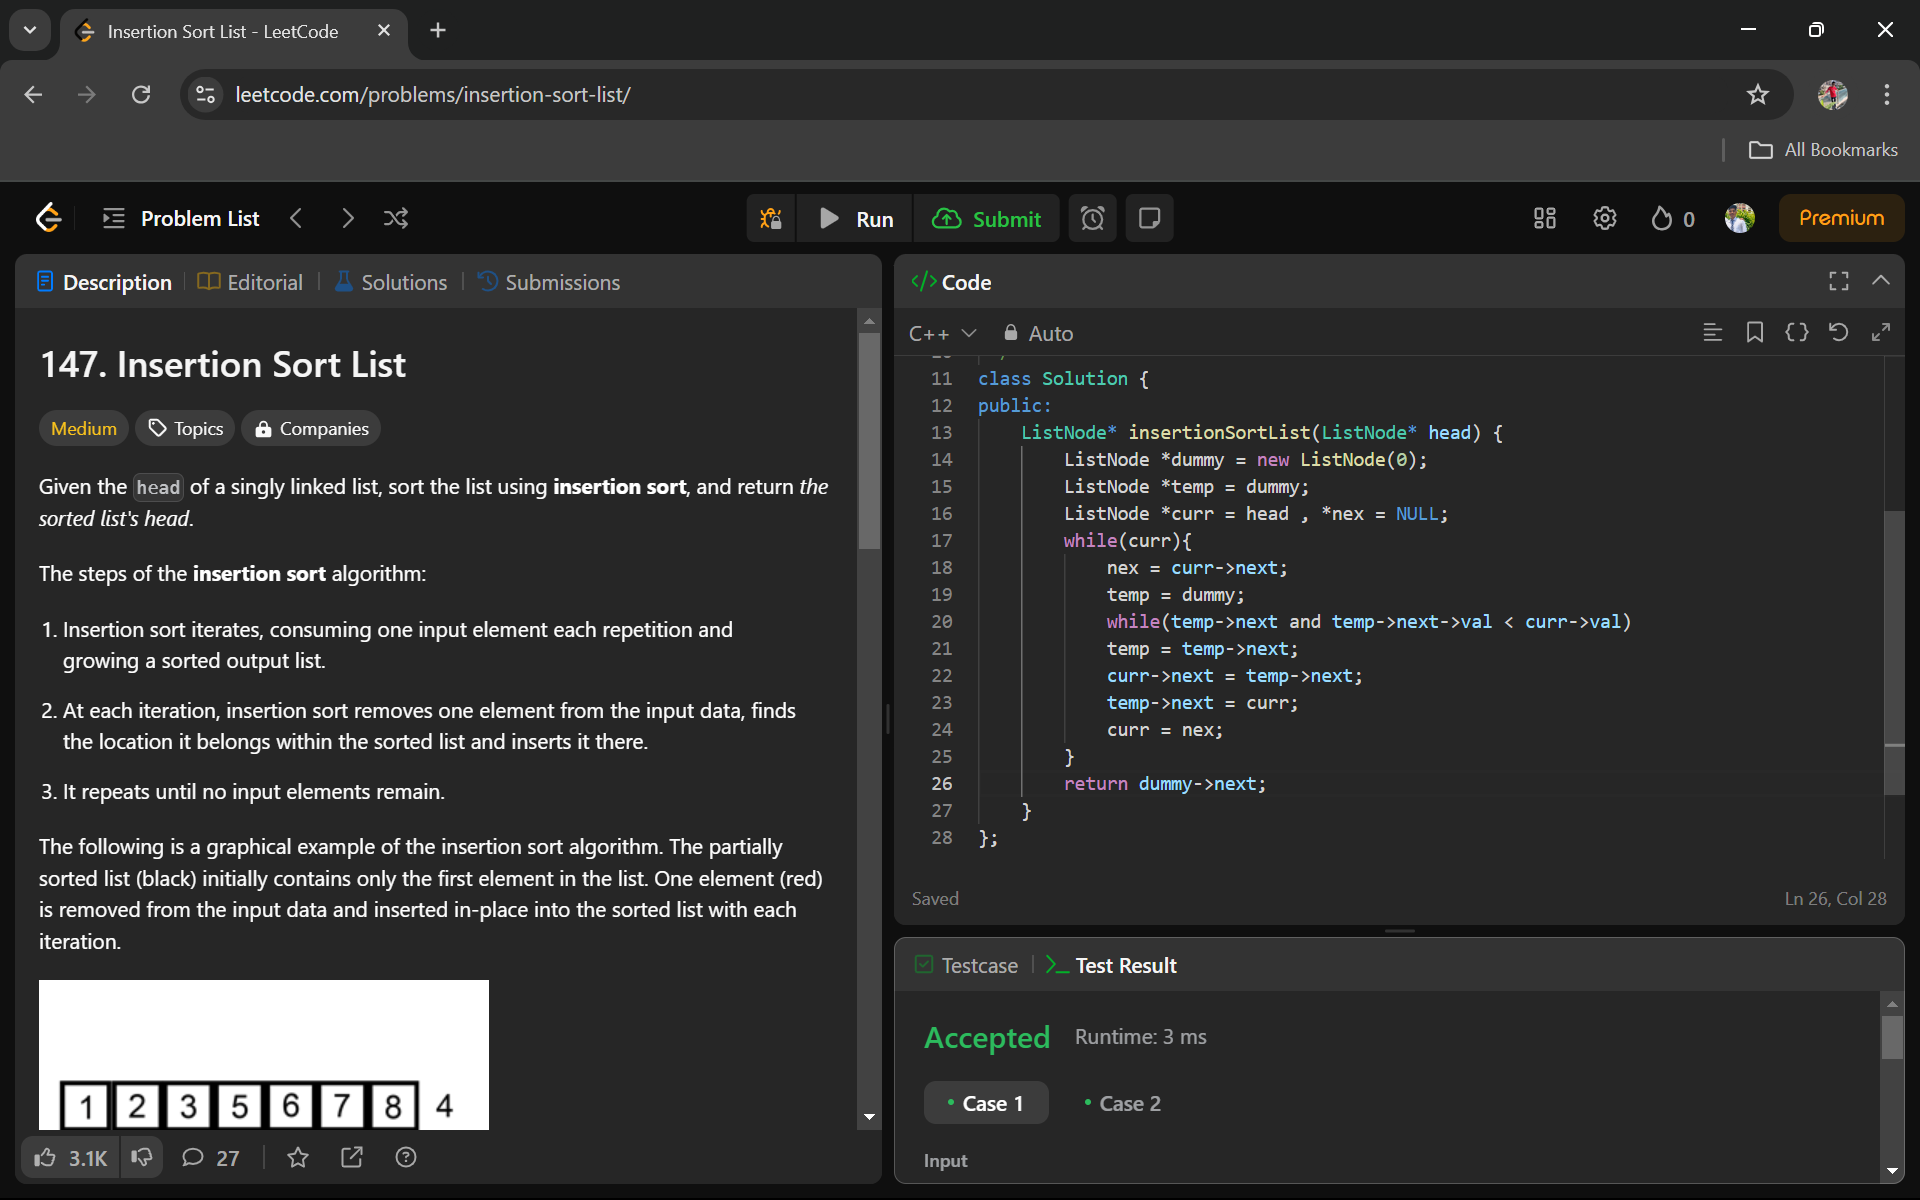 Insertion Sort List - LeetCode
leetcode.com/problems/insertion-sort-list/
All Bookmarks
Problem List
Run
Submit
0
Premium
Description
Editorial
Solutions
Submissions
147. Insertion Sort List
Medium
Topics
Companies
Given the head of a singly linked list, sort the list using insertion sort, and return the
sorted list's head.
The steps of the insertion sort algorithm:
1. Insertion sort iterates, consuming one input element each repetition and
growing a sorted output list.
2. At each iteration, insertion sort removes one element from the input data, finds
the location it belongs within the sorted list and inserts it there.
3. It repeats until no input elements remain.
The following is a graphical example of the insertion sort algorithm. The partially
sorted list (black) initially contains only the first element in the list. One element (red)
is removed from the input data and inserted in-place into the sorted list with each
iteration.
1 2 3 5 6 7 8 4
3.1K
27
</> Code
C++
Auto
11 class Solution {
12 public:
13 ListNode* insertionSortList(ListNode* head) {
14 ListNode *dummy = new ListNode(0);
15 ListNode *temp = dummy;
16 ListNode *curr = head , *nex = NULL;
17 while(curr){
18 nex = curr->next;
19 temp = dummy;
20 while(temp->next and temp->next->val < curr->val)
21 temp = temp->next;
22 curr->next = temp->next;
23 temp->next = curr;
24 curr = nex;
25 }
26 return dummy->next;
27 }
28 };
Saved
Ln 26, Col 28
Testcase
Test Result
Accepted
Runtime: 3 ms
Case 1
Case 2
Input